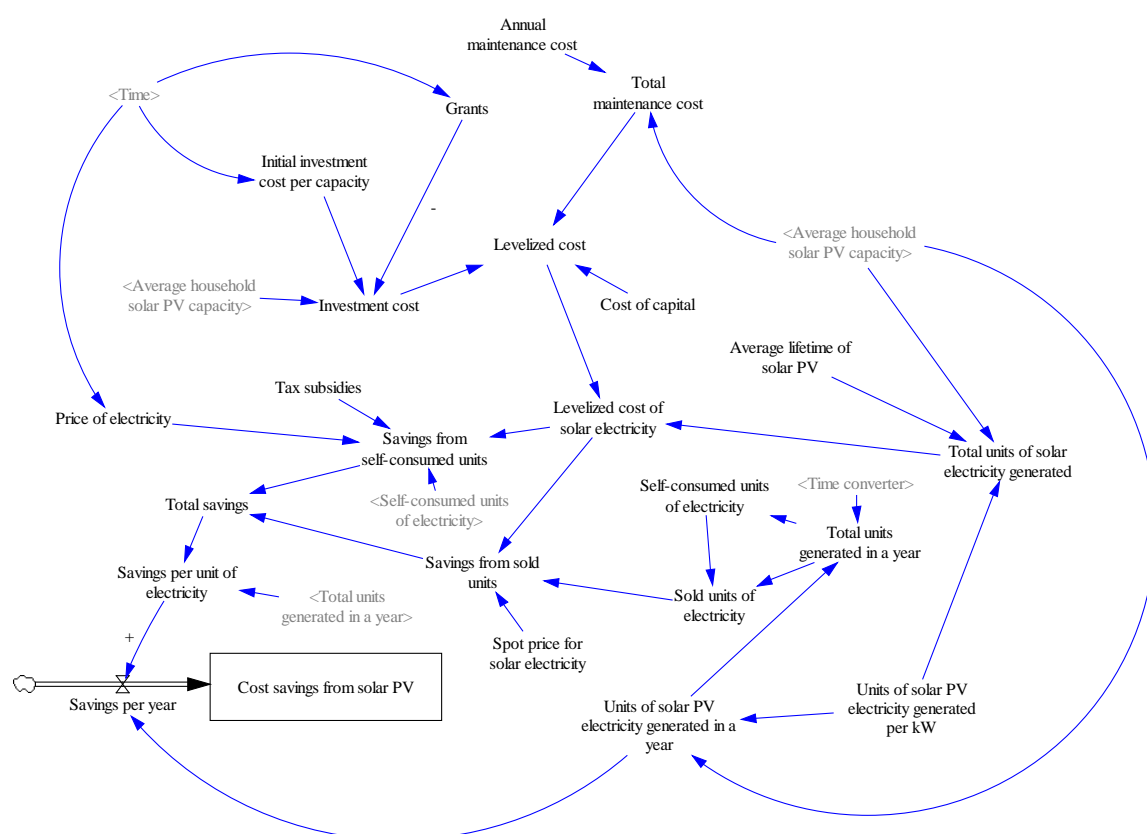 Annual
maintenance cost
<Time>
Total
maintenance cost
Grants
Initial investment
cost per capacity
-
<Average household
solar PV capacity>
Levelized cost
<Average household
solar PV capacity>
Investment cost
Cost of capital
Average lifetime of
solar PV
Tax subsidies
Price of electricity
Levelized cost of
solar electricity
Savings from
self-consumed units
Total units of solar
electricity generated
<Self-consumed units
of electricity>
Self-consumed units
of electricity
<Time converter>
Total savings
Total units
generated in a year
Savings from sold
units
Savings per unit of
electricity
<Total units
generated in a year>
Sold units of
electricity
+
Spot price for
solar electricity
Cost savings from solar PV
Savings per year
Units of solar PV
electricity generated in a
year
Units of solar PV
electricity generated
per kW